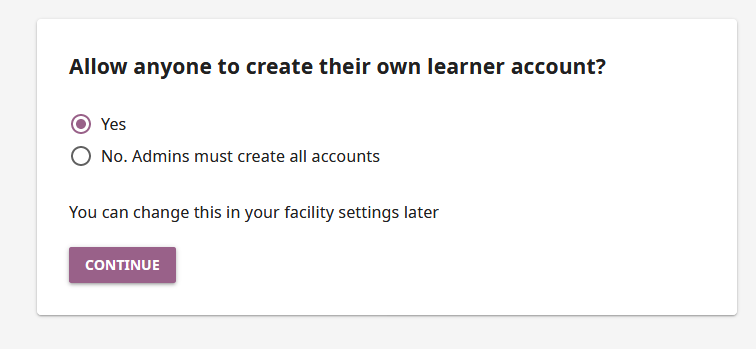 Allow anyone to create their own learner account?
Yes
No. Admins must create all accounts
You can change this in your facility settings later
CONTINUE